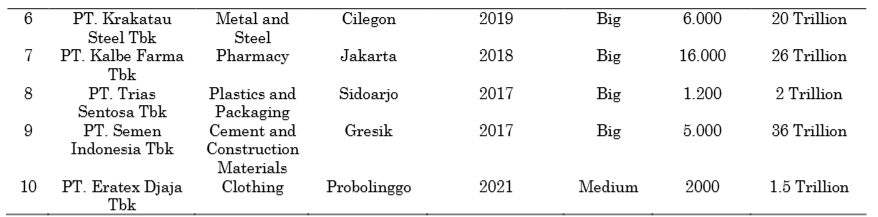 6 PT. Krakatau Metal and Cilegon 2019 Big 6.000 20 Trillion
Steel Tbk Steel
7 PT. Kalbe Farma Pharmacy Jakarta 2018 Big 16.000 26 Trillion
Tbk
8 PT. Trias Plastics and Sidoarjo 2017 Big 1.200 2 Trillion
Sentosa Tbk Packaging
9 PT. Semen Cement and Gresik 2017 Big 5.000 36 Trillion
Indonesia Tbk Construction
Materials
10 PT. Eratex Djaja Clothing Probolinggo 2021 Medium 2000 1.5 Trillion
Tbk